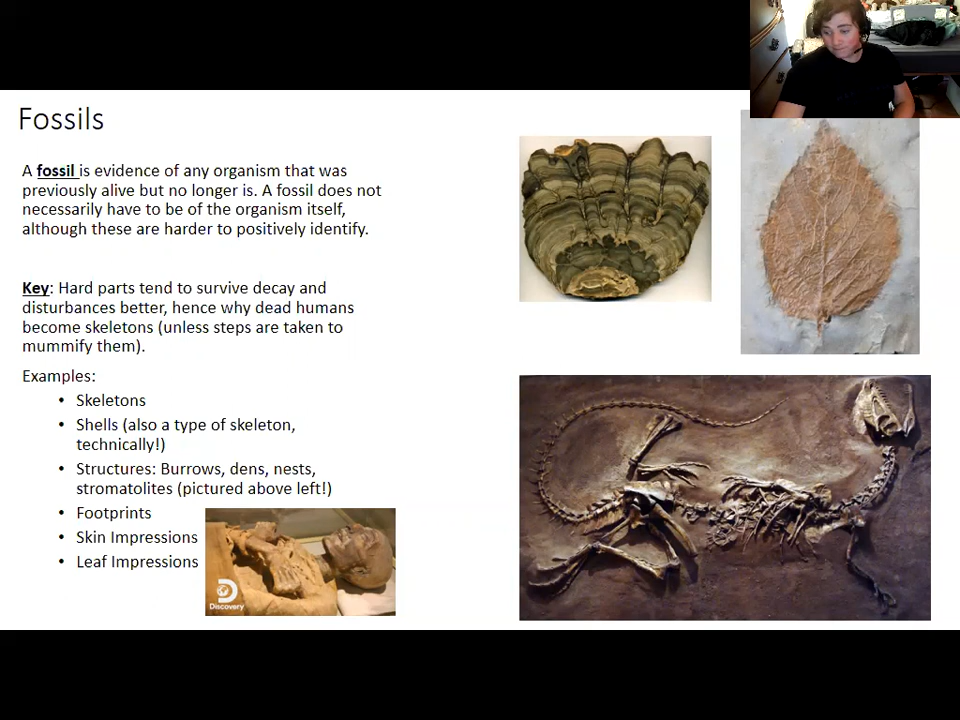 Fossils
A fossil is evidence of any organism that was
previously alive but no longer is. A fossil does not
necessarily have to be of the organism itself,
although these are harder to positively identify.
Key: Hard parts tend to survive decay and
disturbances better, hence why dead humans
become skeletons (unless steps are taken to
mummify them).
Examples:
• Skeletons
• Shells (also a type of skeleton,
technically!)
• Structures: Burrows, dens, nests,
stromatolites (pictured above left!)
• Footprints
• Skin Impressions
• Leaf Impressions
Discovery